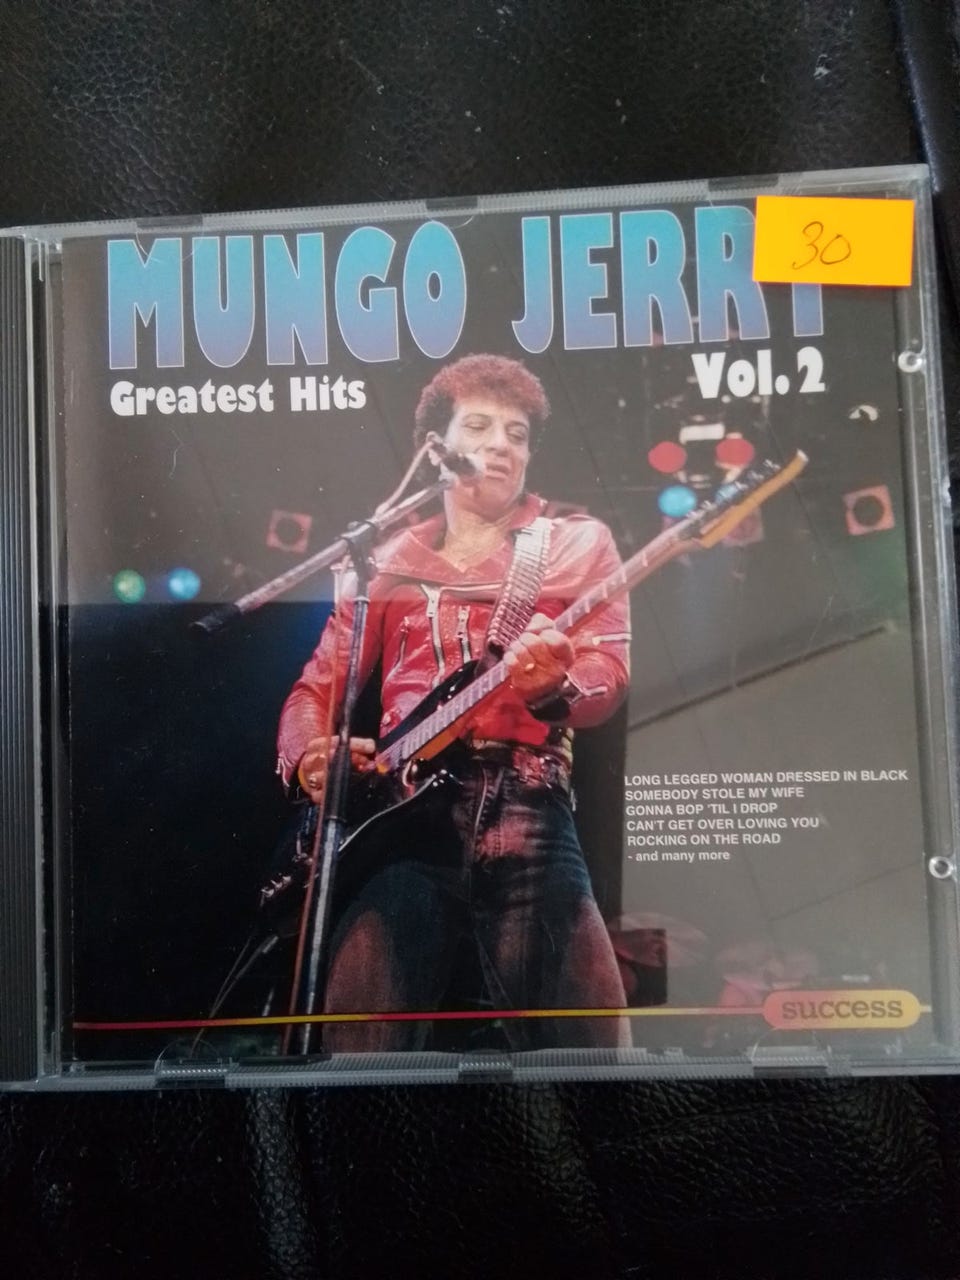 MUNGO JERRY
30
Greatest Hits
Vol. 2
LONG LEGGED WOMAN DRESSED IN BLACK
SOMEBODY STOLE MY WIFE
GONNA BOP 'TIL I DROP
CAN'T GET OVER LOVING YOU
ROCKING ON THE ROAD
- and many more
success